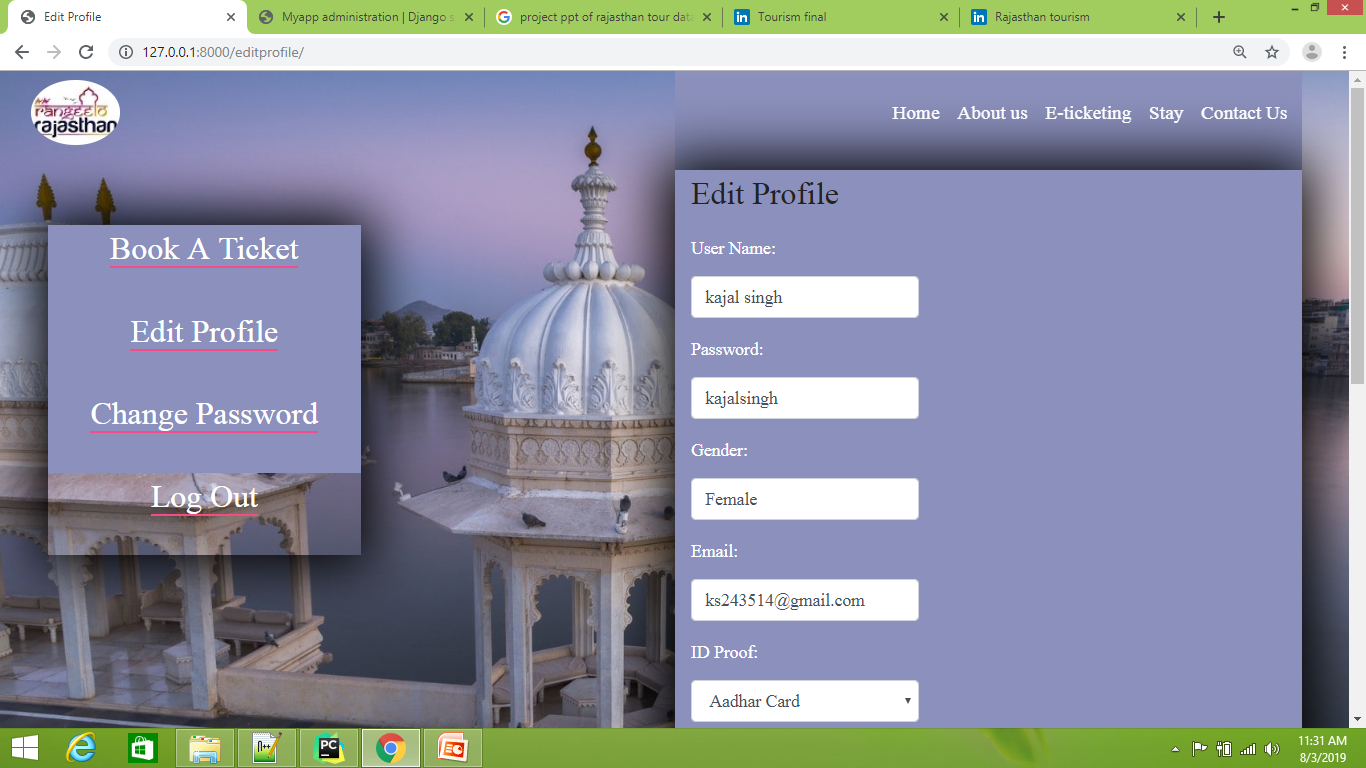 Edit Profile
Myapp administration | Django s
project ppt of rajasthan tour data
Tourism final
Rajasthan tourism
127.0.0.1:8000/editprofile/
rangeelo
rajasthan
Home About us E-ticketing Stay Contact Us
Book A Ticket
Edit Profile
Change Password
Log Out
Edit Profile
User Name:
kajal singh
Password:
kajalsingh
Gender:
Female
Email:
ks243514@gmail.com
ID Proof:
Aadhar Card
11:31 AM
8/3/2019